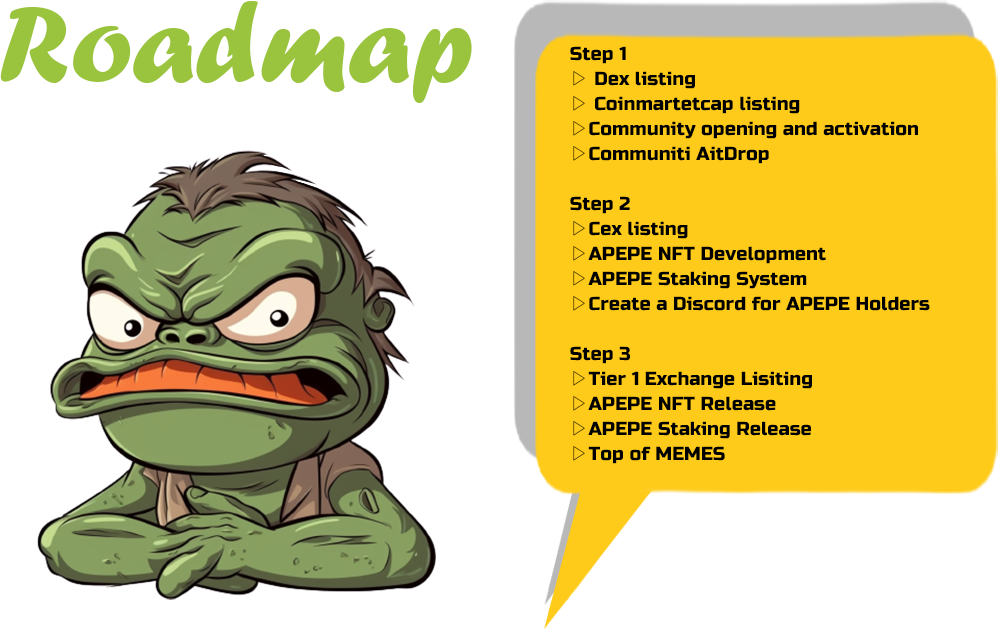 Roadmap
Step 1
▷ Dex listing
▷ Coinmartetcap listing
▷Community opening and activation
▷Communiti AitDrop
Step 2
▷Cex listing
▷APEPE NFT Development
▷APEPE Staking System
▷Create a Discord for APEPE Holders
Step 3
▷Tier 1 Exchange Lisiting
▷APEPE NFT Release
▷APEPE Staking Release
▷Top of MEMES